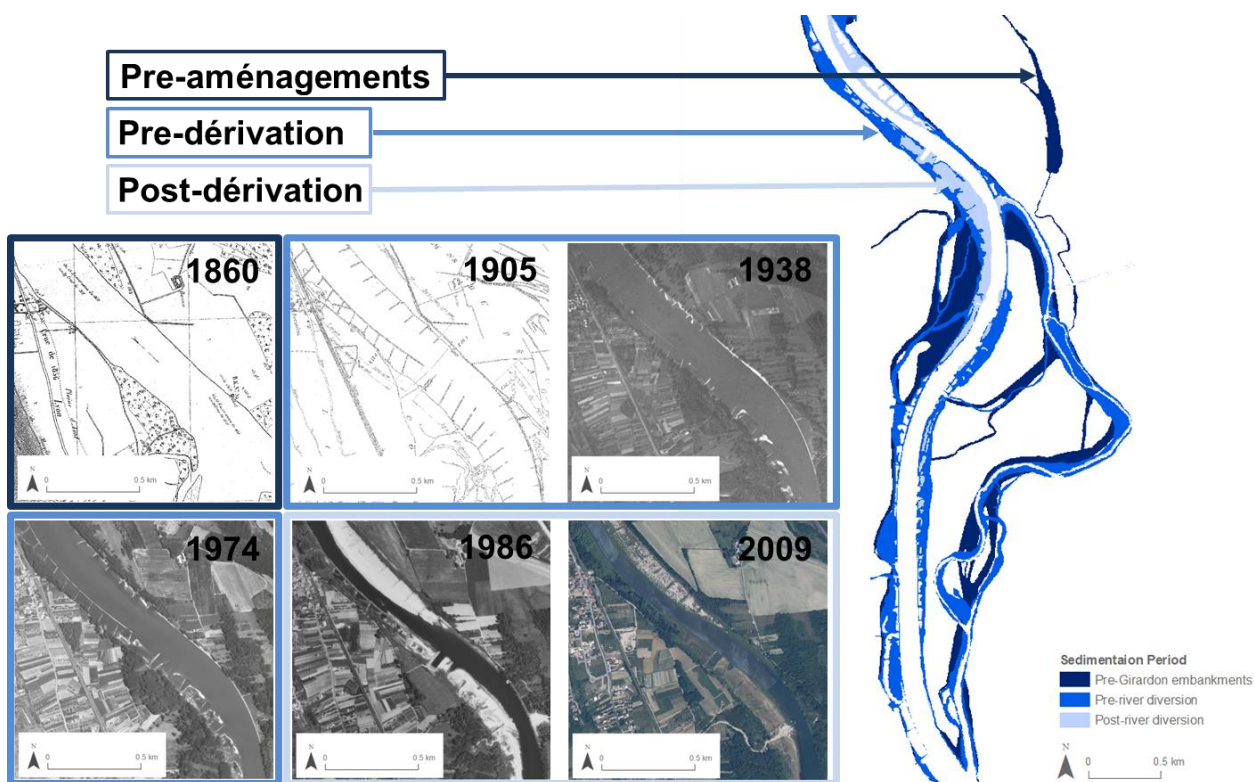 Pre-aménagements
Pre-dérivation
Post-dérivation
1860
N
0 0.5 km
1905
N
0 0.5 km
1938
N
0 0.5 km
1974
N
0 0.5 km
1986
N
0 0.5 km
2009
N
0 0.5 km
Sedimentaion Period
Pre-Girardon embankments
Pre-river diversion
Post-river diversion
N
0 0.5 km